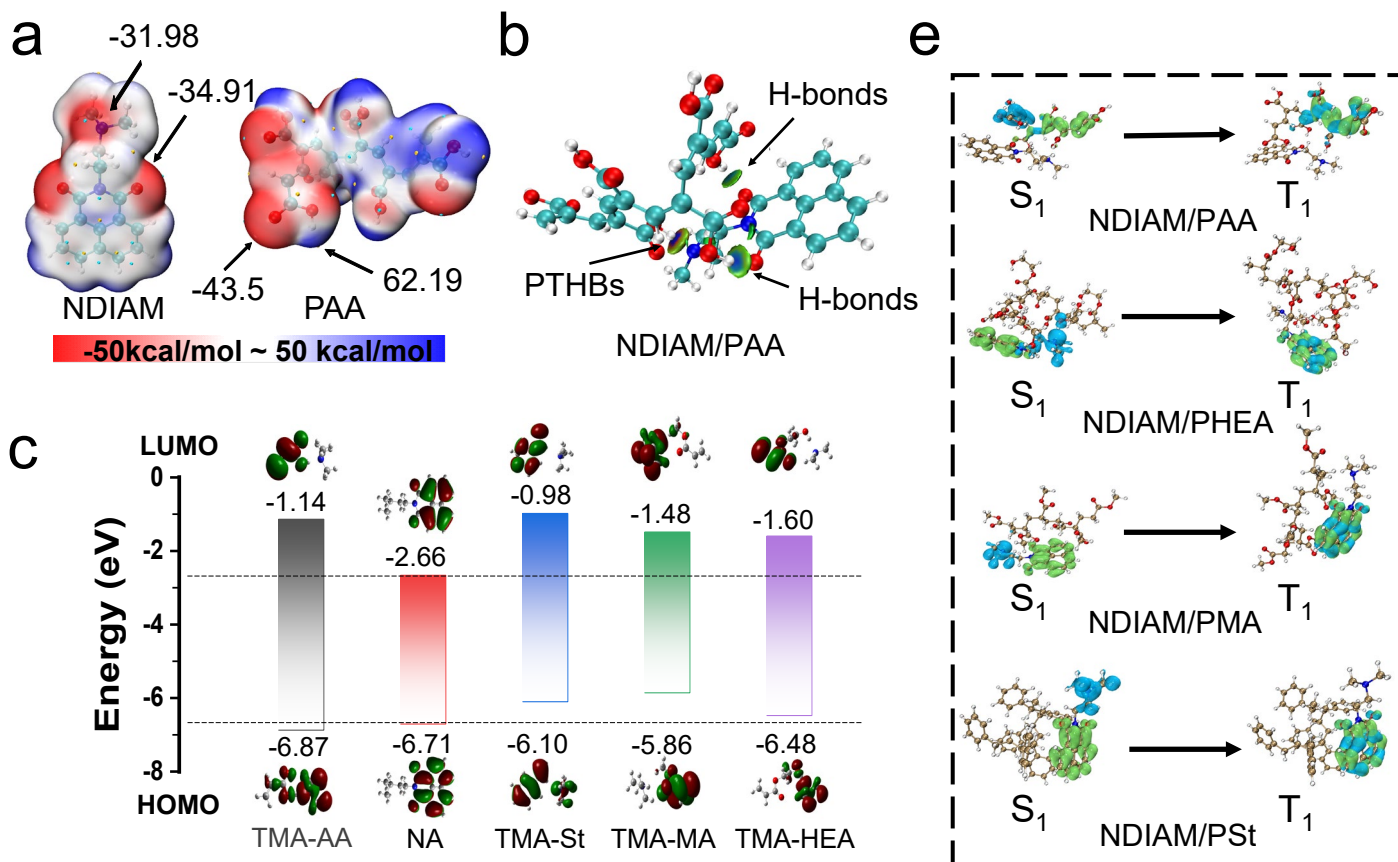 a
-31.98
-34.91
-43.5
62.19
NDIAM
PAA
-50kcal/mol ~ 50 kcal/mol
b
H-bonds
PTHBs
H-bonds
NDIAM/PAA
c
LUMO
Energy (eV)
0
-2
-4
-6
-8
HOMO
-1.14
-2.66
-0.98
-1.48
-1.60
-6.87
-6.71
-6.10
-5.86
-6.48
TMA-AA
NA
TMA-St
TMA-MA
TMA-HEA
e
S1
T1
NDIAM/PAA
S1
T1
NDIAM/PHEA
S1
T1
NDIAM/PMA
S1
T1
NDIAM/PSt